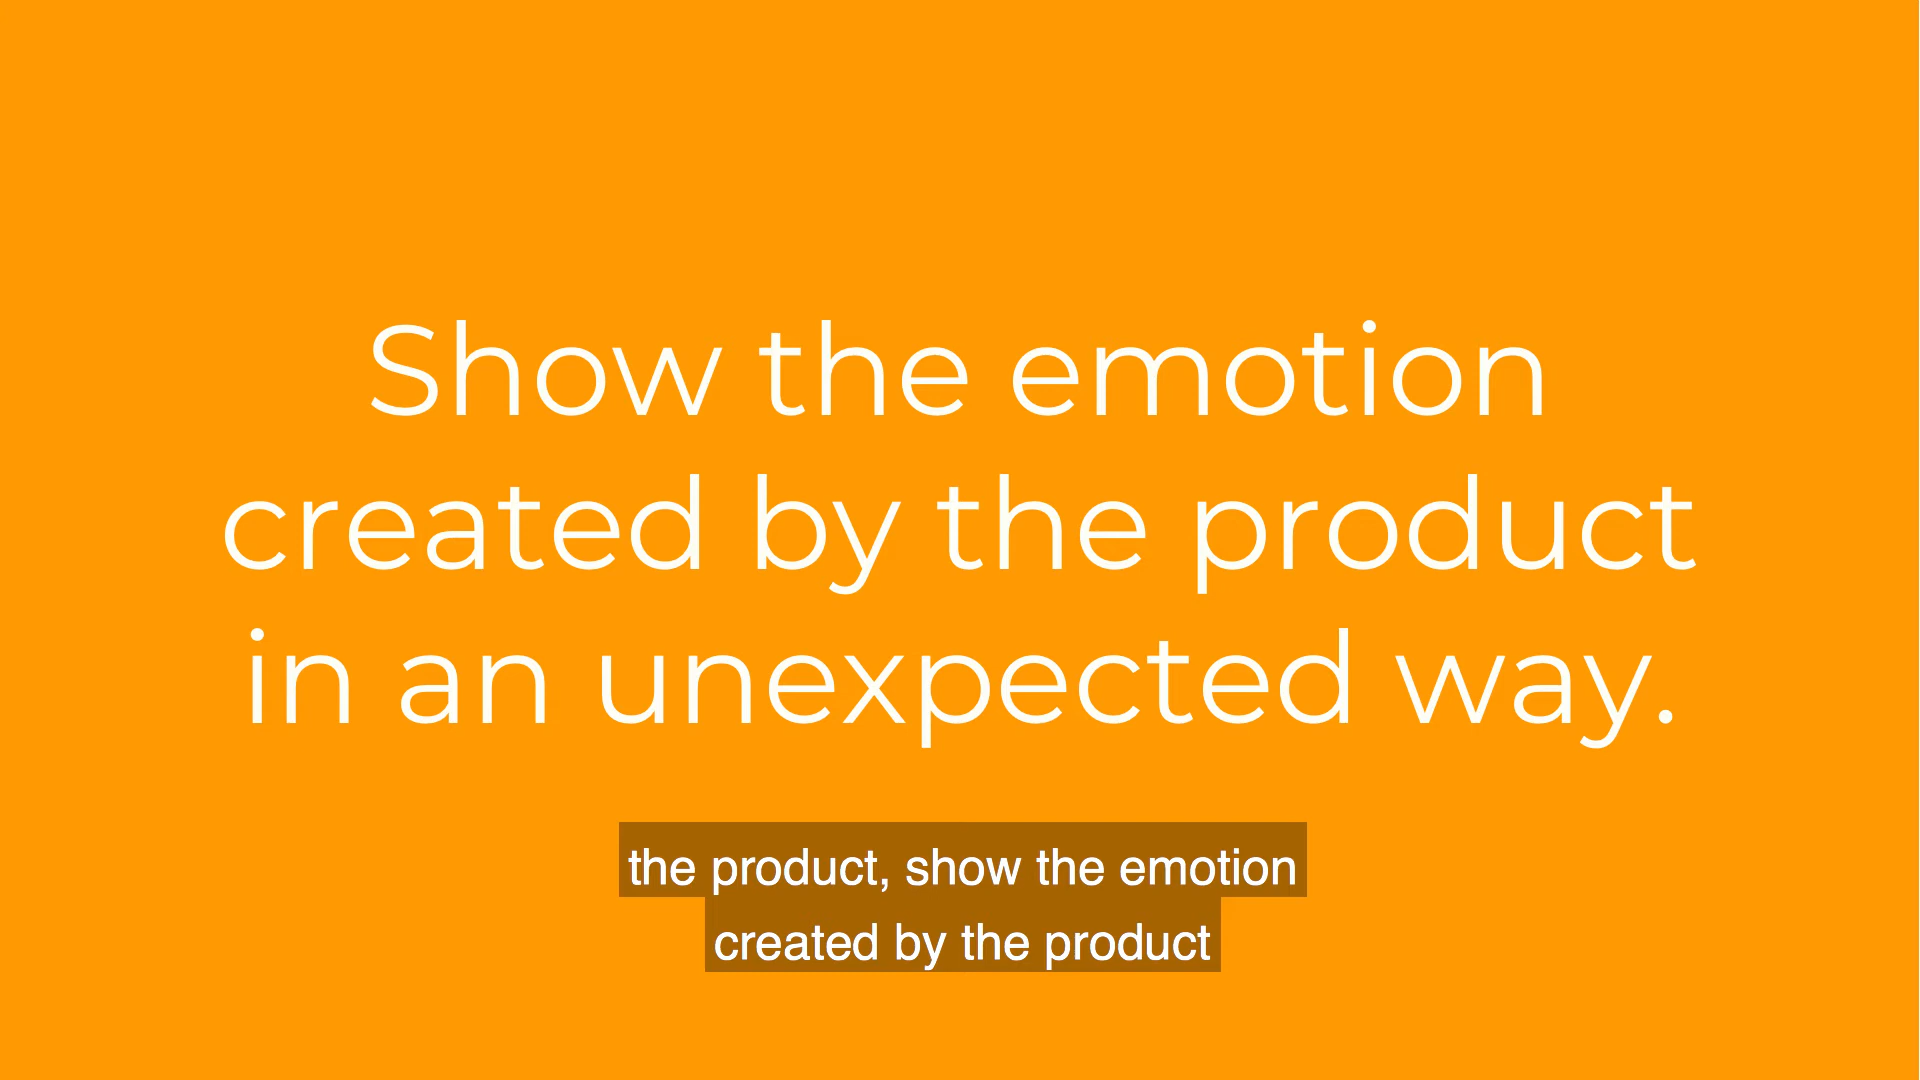 Show the emotion
created by the product
in an unexpected way.
the product, show the emotion
created by the product